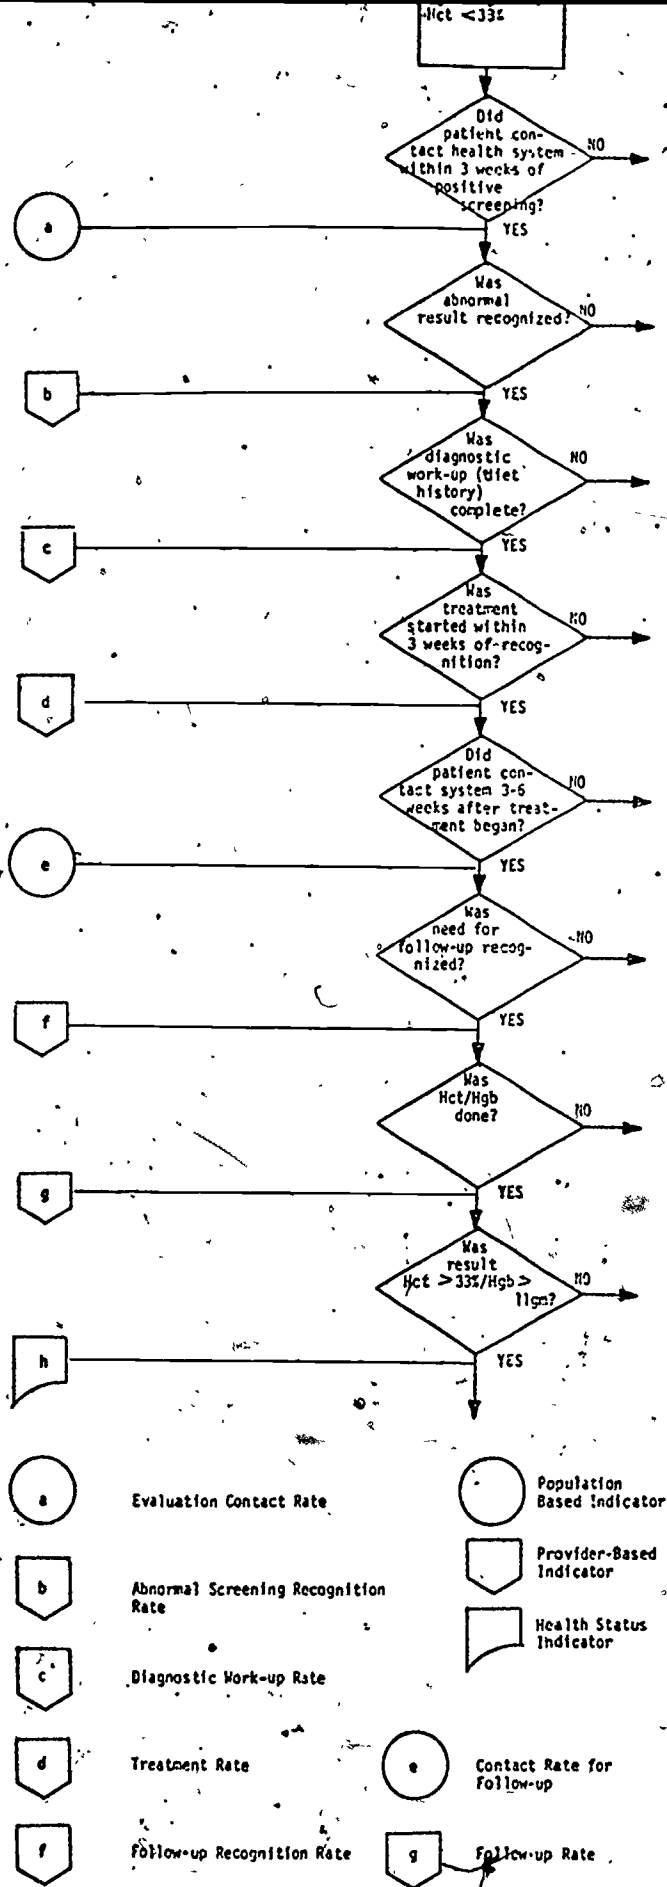 Hct <33%
Did
patient con-
tact health system
within 3 weeks of
positive
screening?
NO
a
YES
Was
abnormal
result recognized?
NO
b
YES
Was
diagnostic
work-up (diet
history)
complete?
NO
c
YES
Was
treatment
started within
3 weeks of recog-
nition?
NO
d
YES
Did
patient con-
tact system 3-6
weeks after treat-
ment began?
NO
e
YES
Was
need for
follow-up recog-
nized?
NO
f
YES
Was
Hct/Hgb
done?
NO
g
YES
Was
result
Hct >33%/Hgb >
11gm?
NO
h
YES
a Evaluation Contact Rate
Population
Based Indicator
b Abnormal Screening Recognition
Rate
Provider-Based
Indicator
Health Status
Indicator
c Diagnostic Work-up Rate
d Treatment Rate
e Contact Rate for
Follow-up
f Follow-up Recognition Rate
g Follow-up Rate